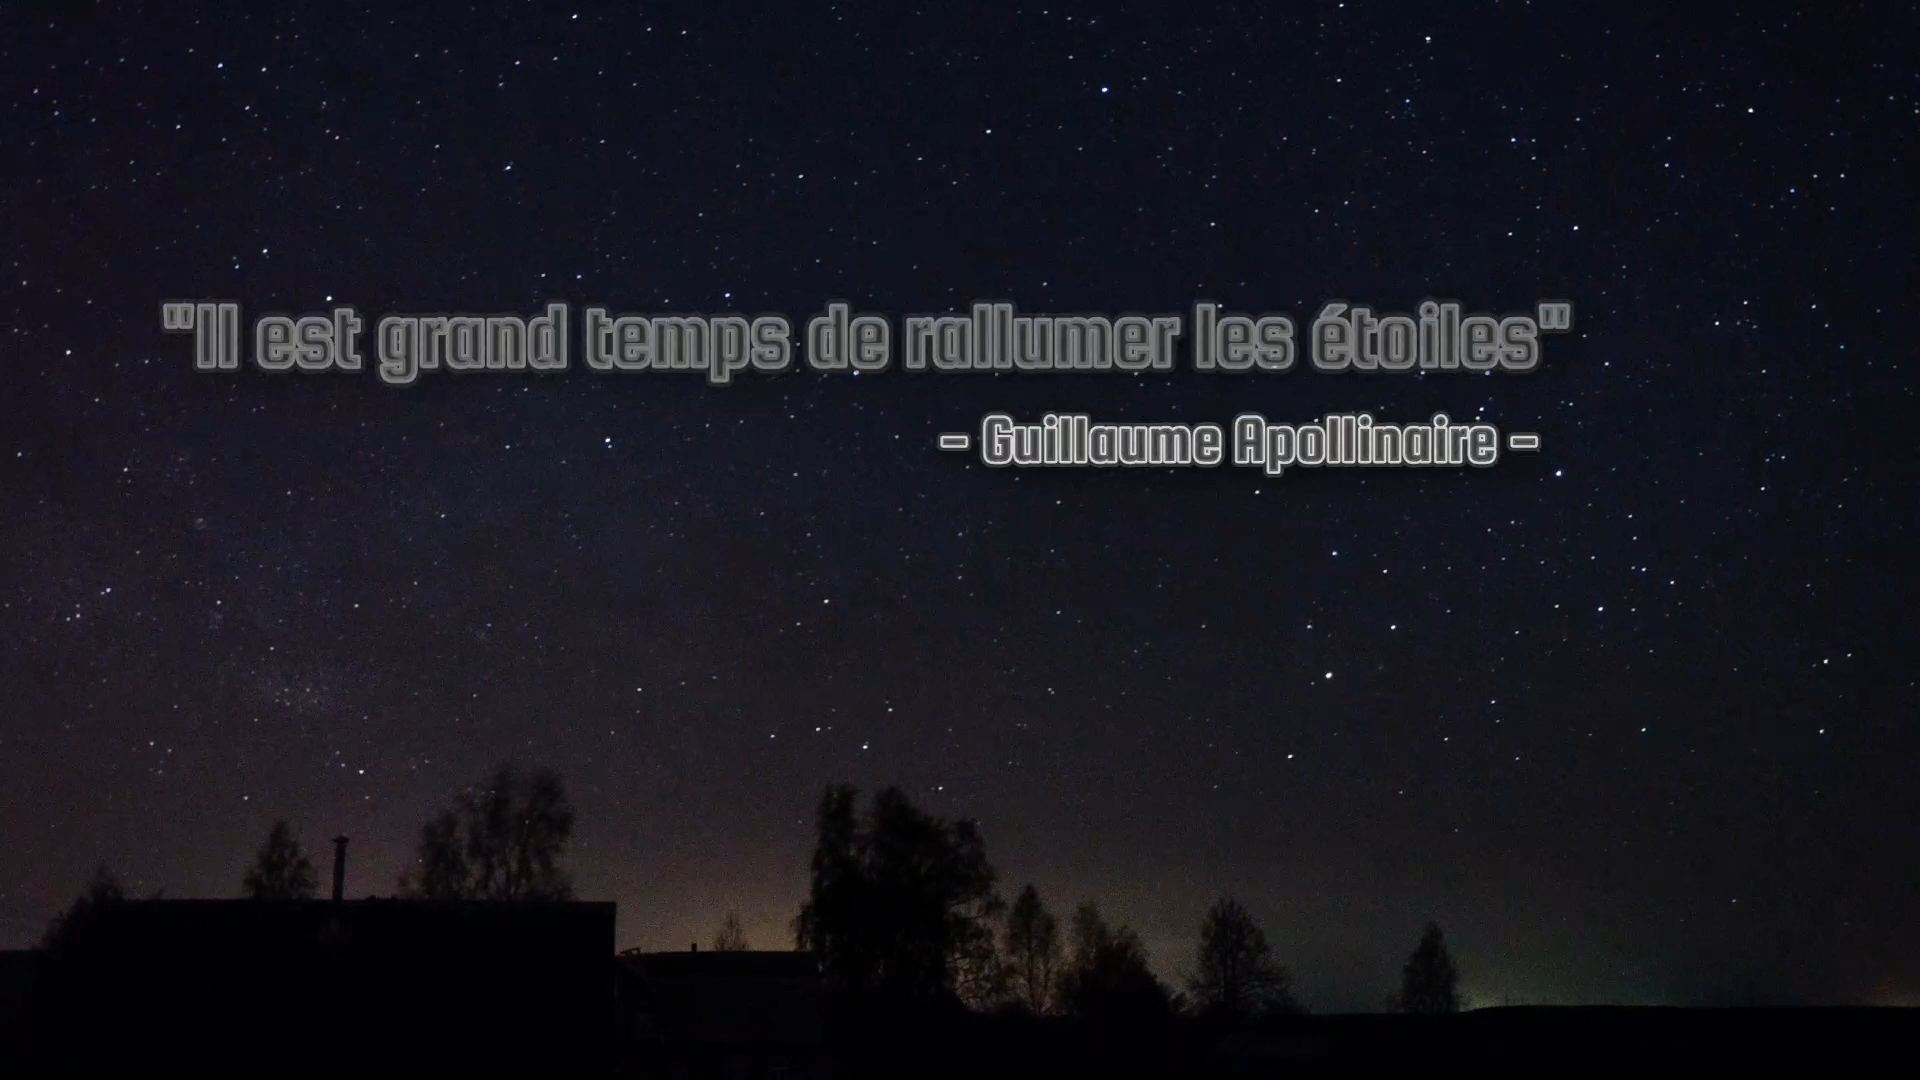 "Il est grand temps de rallumer les étoiles"
- Guillaume Apollinaire -